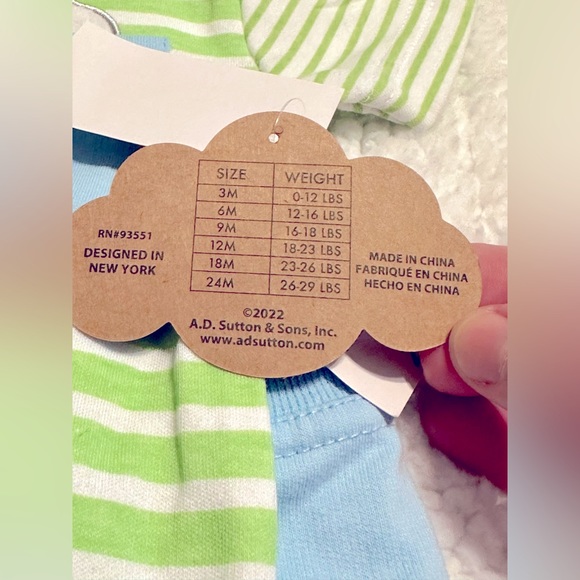 SIZE WEIGHT
3M 0-12 LBS
6M 12-16 LBS
9M 16-18 LBS
12M 18-23 LBS
18M 23-26 LBS
24M 26-29 LBS
RN#93551
DESIGNED IN
NEW YORK
MADE IN CHINA
FABRIQUÉ EN CHINA
HECHO EN CHINA
©2022
A.D. Sutton & Sons, Inc.
www.adsutton.com